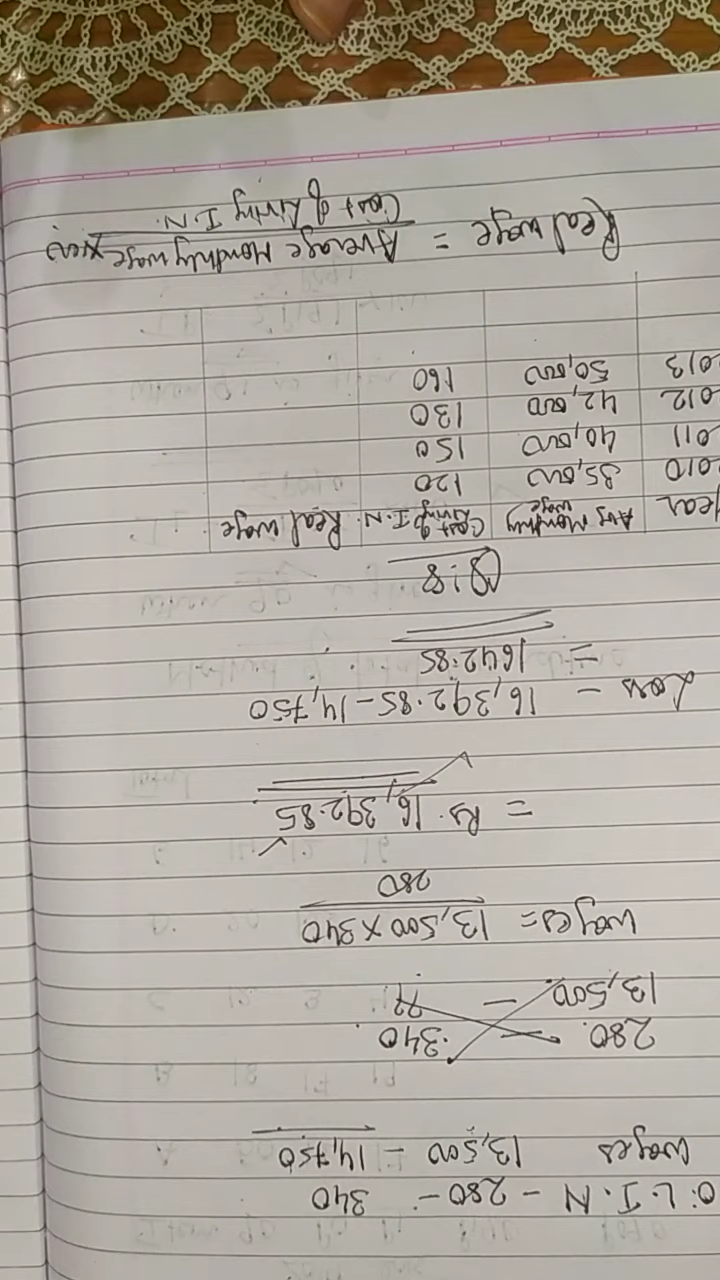 O.L.I.N - 280 - 340
Wages 13,500 - 14,750
280 - 340
13,500 - ??
Wages = 13,500 X 340
280
= Rs. 16,392.85
Loss - 16,392.85 - 14,750
= 1642.85
Q:8
Year Avg Monthly wage Cost of Living I.N. Real wage
2010 35,000 120
2011 40,000 150
2012 42,000 130
2013 50,000 160
Real wage = Average Monthly wage X100
Cost of Living I.N.